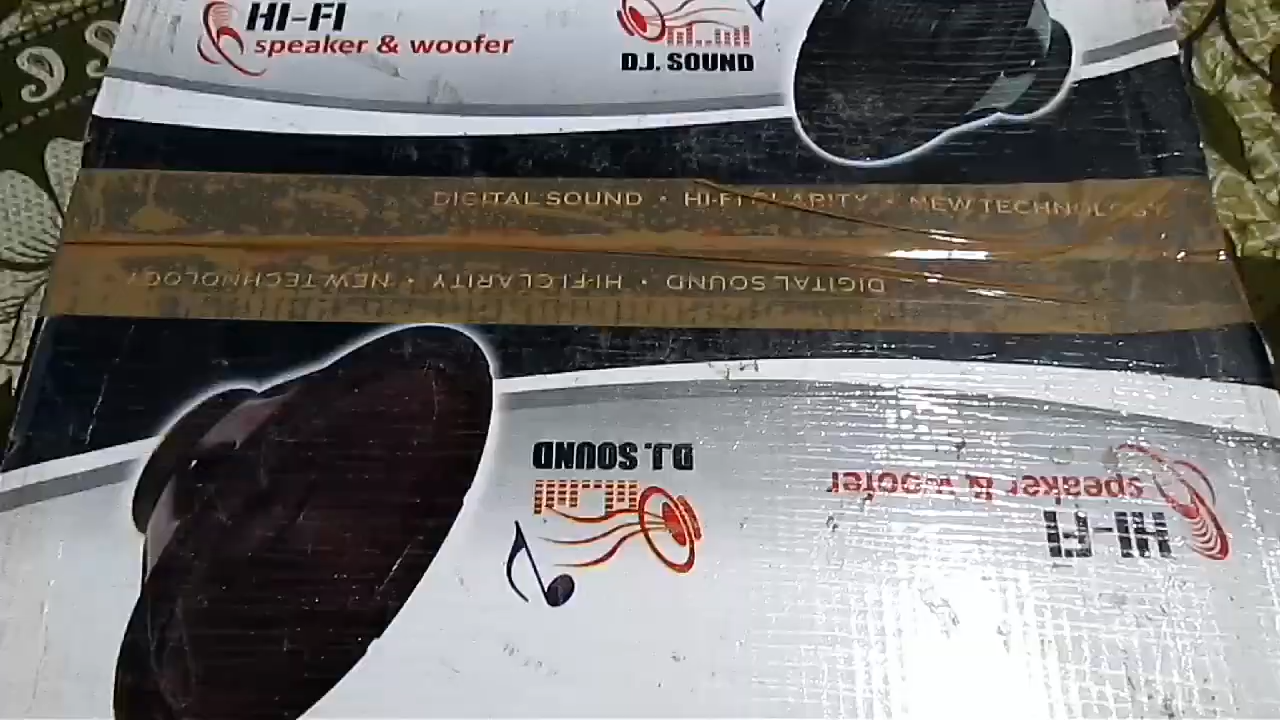 HI-FI
speaker & woofer
D.J. SOUND
DIGITAL SOUND • HI-FI CLARITY • NEW TECHNOLOGY
DIGITAL SOUND • HI-FI CLARITY • NEW TECHNOLOGY
D.J. SOUND
HI-FI
speaker & woofer